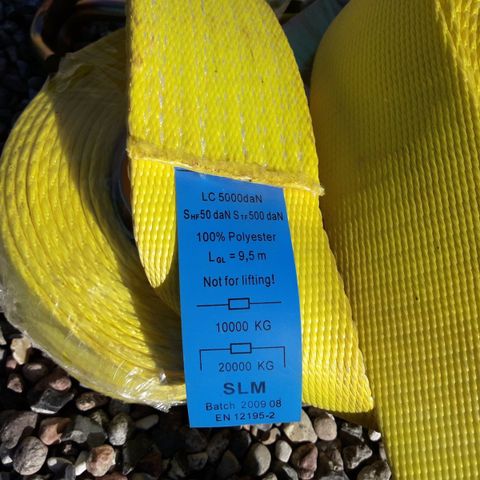 LC 5000daN
SHF50 daN STF500 daN
100% Polyester
LGL = 9,5 m
Not for lifting!
10000 KG
20000 KG
SLM
Batch 2009.08
EN 12195-2